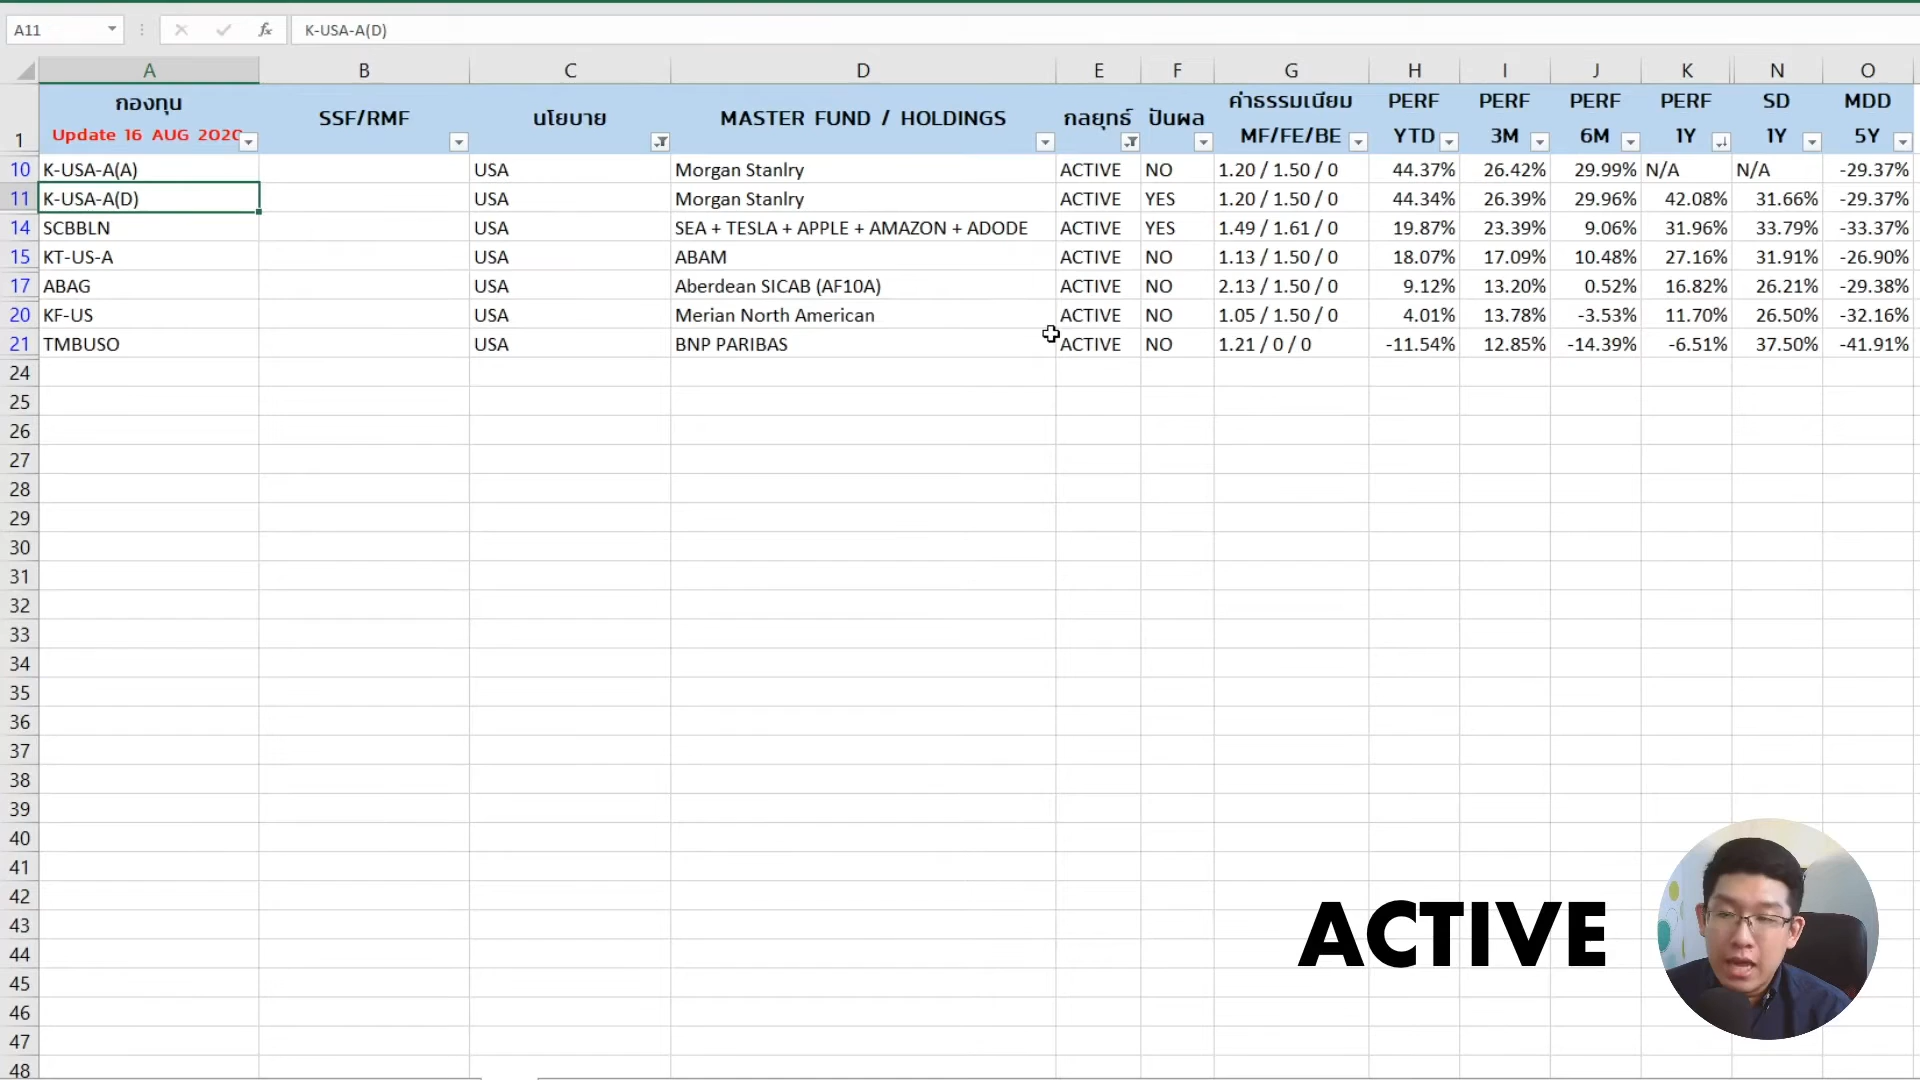 A11 K-USA-A(D)
A B C D E F G H I J K N O
1 กองทุน SSF/RMF นโยบาย MASTER FUND / HOLDINGS กลยุทธ์ ปันผล ค่าธรรมเนียม PERF PERF PERF PERF SD MDD
Update 16 AUG 2020 MF/FE/BE YTD 3M 6M 1Y 1Y 5Y
10 K-USA-A(A) USA Morgan Stanlry ACTIVE NO 1.20 / 1.50 / 0 44.37% 26.42% 29.99% N/A N/A -29.37%
11 K-USA-A(D) USA Morgan Stanlry ACTIVE YES 1.20 / 1.50 / 0 44.34% 26.39% 29.96% 42.08% 31.66% -29.37%
14 SCBBLN USA SEA + TESLA + APPLE + AMAZON + ADODE ACTIVE YES 1.49 / 1.61 / 0 19.87% 23.39% 9.06% 31.96% 33.79% -33.37%
15 KT-US-A USA ABAM ACTIVE NO 1.13 / 1.50 / 0 18.07% 17.09% 10.48% 27.16% 31.91% -26.90%
17 ABAG USA Aberdean SICAB (AF10A) ACTIVE NO 2.13 / 1.50 / 0 9.12% 13.20% 0.52% 16.82% 26.21% -29.38%
20 KF-US USA Merian North American ACTIVE NO 1.05 / 1.50 / 0 4.01% 13.78% -3.53% 11.70% 26.50% -32.16%
21 TMBUSO USA BNP PARIBAS ACTIVE NO 1.21 / 0 / 0 -11.54% 12.85% -14.39% -6.51% 37.50% -41.91%
24
25
26
27
28
29
30
31
32
33
34
35
36
37
38
39
40
41
42
43
44
45
46
47
48
ACTIVE